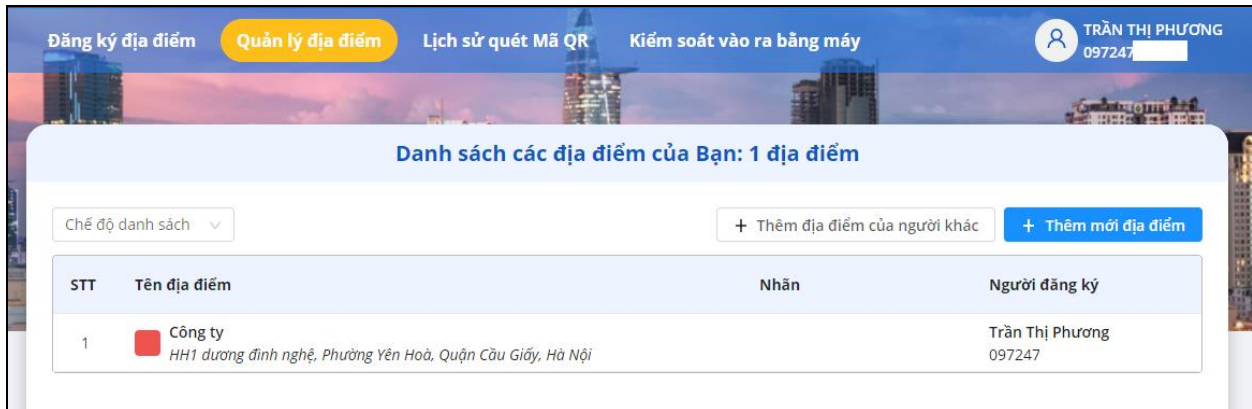 Đăng ký địa điểm Quản lý địa điểm Lịch sử quét Mã QR Kiểm soát vào ra bằng máy
TRẦN THỊ PHƯƠNG
097247
Danh sách các địa điểm của Bạn: 1 địa điểm
Chế độ danh sách + Thêm địa điểm của người khác + Thêm mới địa điểm
STT Tên địa điểm Nhãn Người đăng ký
1 Công ty Trần Thị Phương
HH1 dương đình nghệ, Phường Yên Hoà, Quận Cầu Giấy, Hà Nội 097247